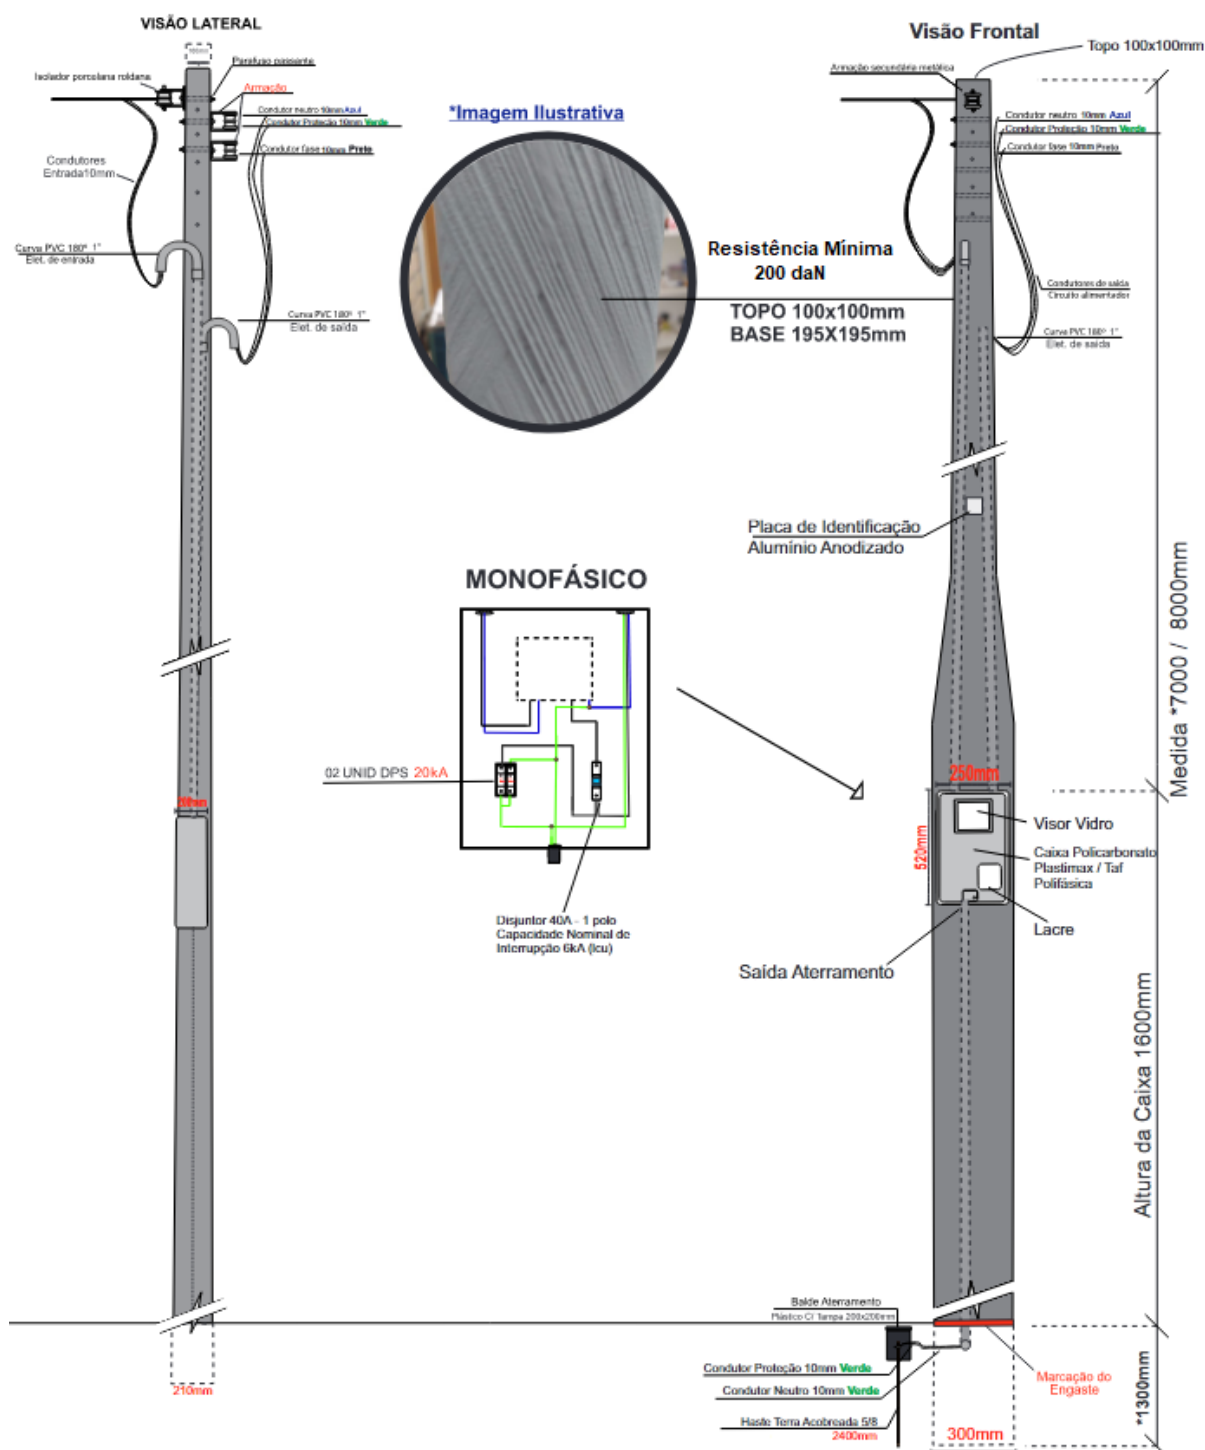 VISÃO LATERAL
100mm
Parafuso passante
Isolador porcelana roldana
Armação
Condutor neutro 10mm Azul
Condutor Proteção 10mm Verde
Condutor fase 10mm Preto
Condutores
Entrada10mm
Curva PVC 180º 1"
Elet. de entrada
Curva PVC 180º 1"
Elet. de saída
200mm
210mm
*Imagem Ilustrativa
Resistência Mínima
200 daN
TOPO 100x100mm
BASE 195X195mm
MONOFÁSICO
02 UNID DPS 20kA
Disjuntor 40A - 1 polo
Capacidade Nominal de
Interrupção 6kA (Icu)
Visão Frontal
Topo 100x100mm
Armação secundária metálica
Condutor neutro 10mm Azul
Condutor Proteção 10mm Verde
Condutor fase 10mm Preto
Condutores de saída
Circuito alimentador
Curva PVC 180º 1"
Elet. de saída
Placa de Identificação
Alumínio Anodizado
Medida *7000 / 8000mm
250mm
520mm
Visor Vidro
Caixa Policarbonato
Plastimax / Taf
Polifásica
Lacre
Saída Aterramento
Altura da Caixa 1600mm
Balde Aterramento
Plástico C/ Tampa 200x200mm
Condutor Proteção 10mm Verde
Condutor Neutro 10mm Verde
Haste Terra Acobreada 5/8
2400mm
Marcação do
Engaste
*1300mm
300mm